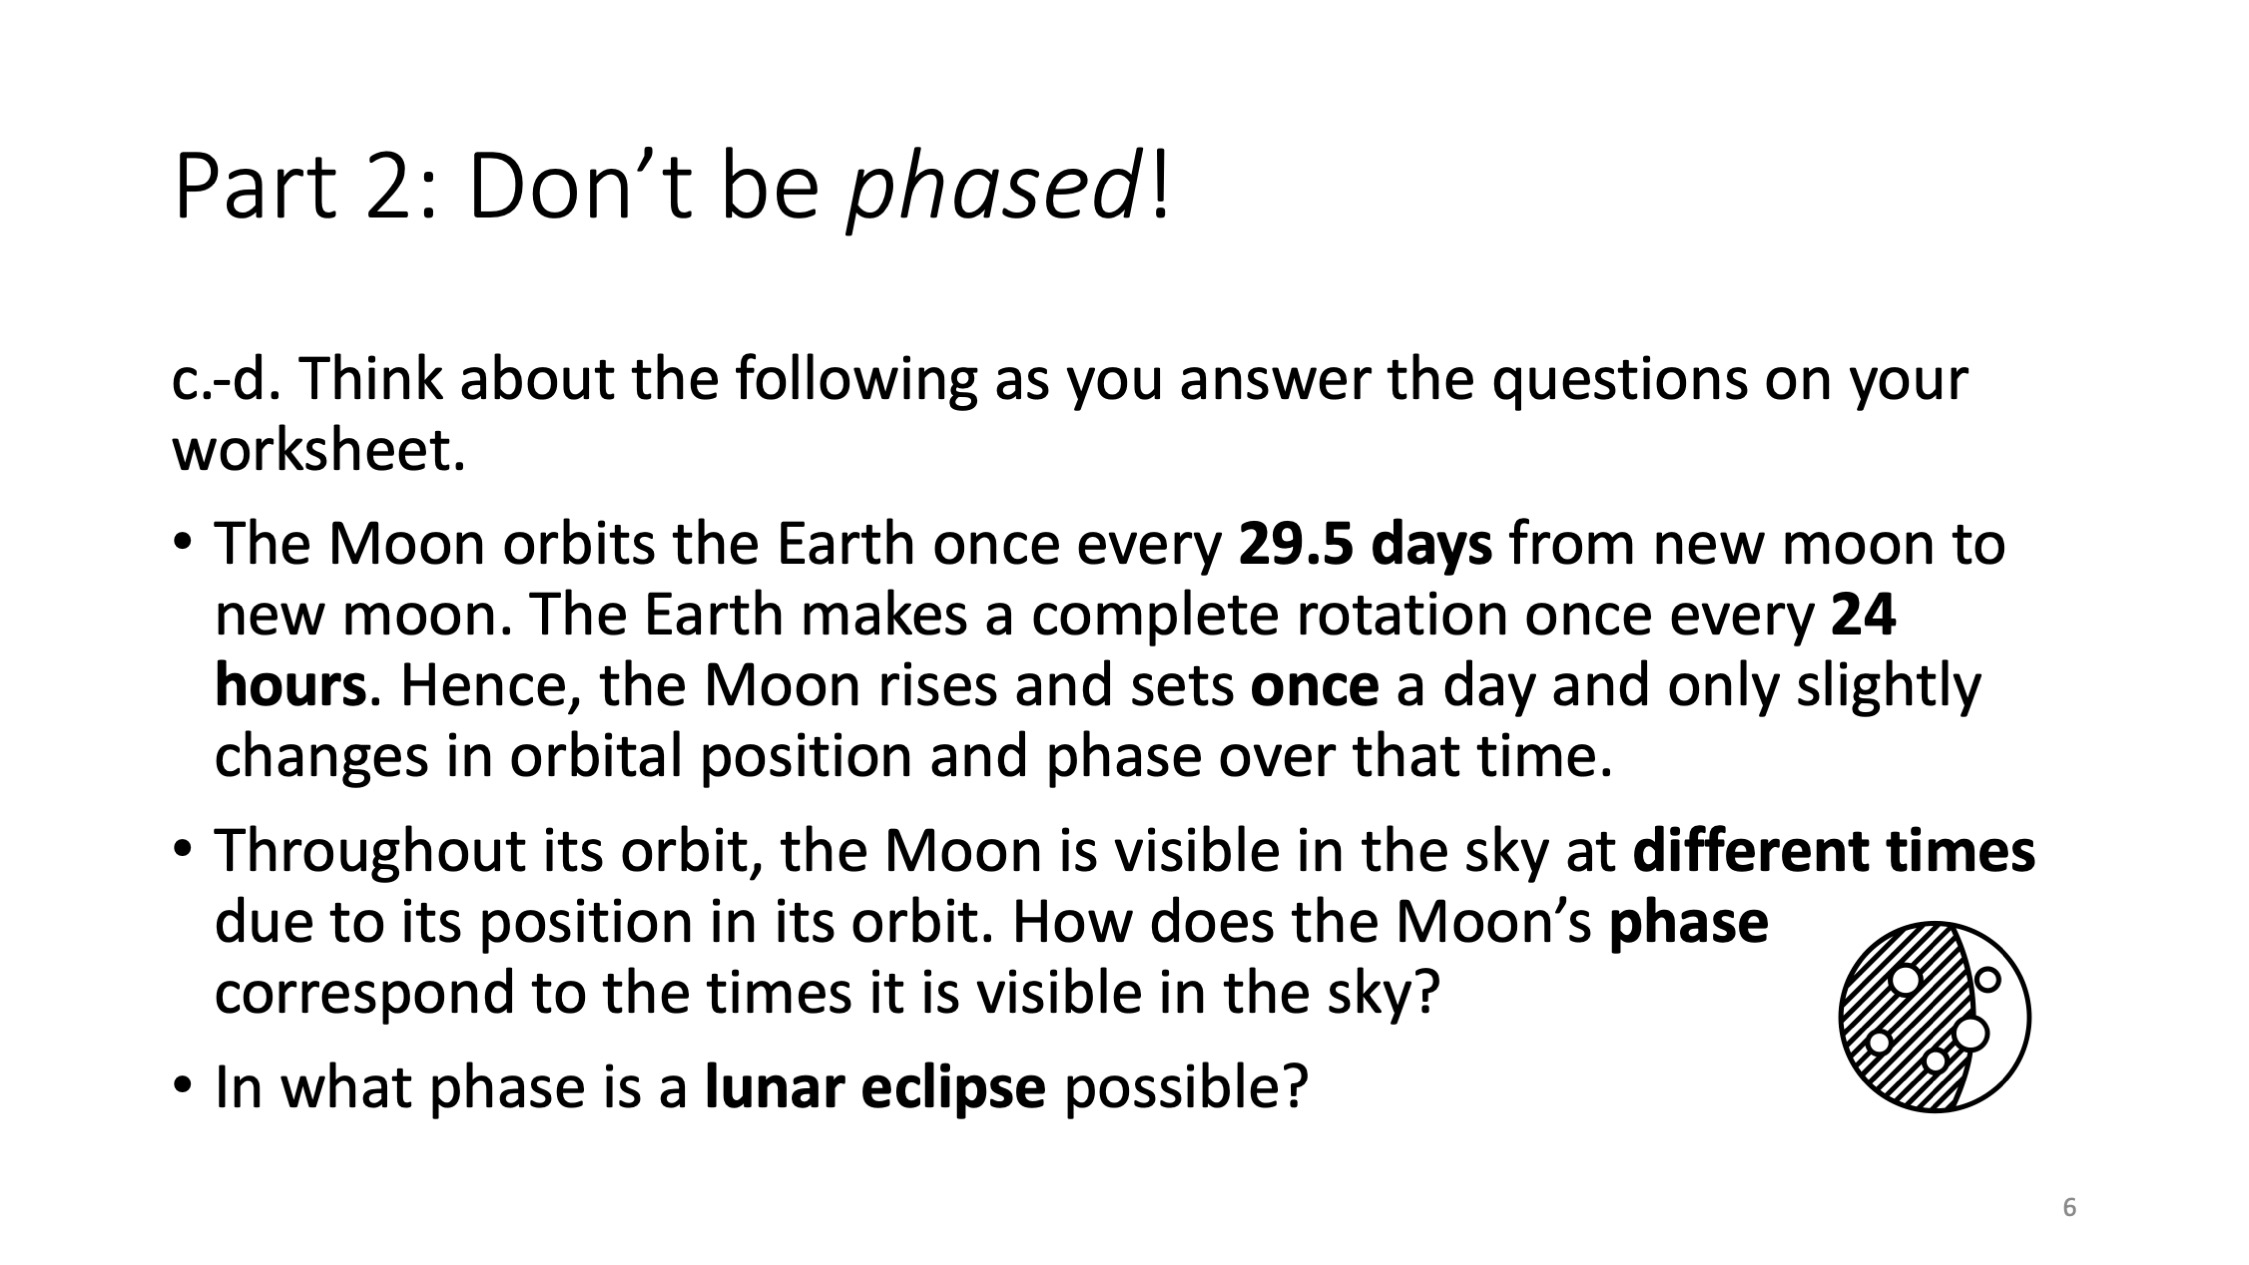 Part 2: Don’t be phased!
c.-d. Think about the following as you answer the questions on your
worksheet.
• The Moon orbits the Earth once every 29.5 days from new moon to
new moon. The Earth makes a complete rotation once every 24
hours. Hence, the Moon rises and sets once a day and only slightly
changes in orbital position and phase over that time.
• Throughout its orbit, the Moon is visible in the sky at different times
due to its position in its orbit. How does the Moon’s phase
correspond to the times it is visible in the sky?
• In what phase is a lunar eclipse possible?
6